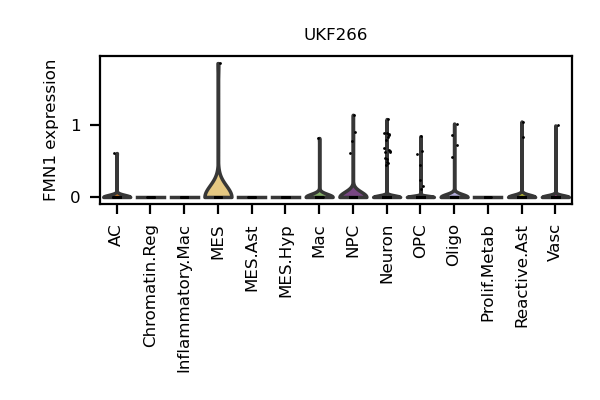 UKF266
FMN1 expression
1
0
AC
Chromatin.Reg
Inflammatory.Mac
MES
MES.Ast
MES.Hyp
Mac
NPC
Neuron
OPC
Oligo
Prolif.Metab
Reactive.Ast
Vasc